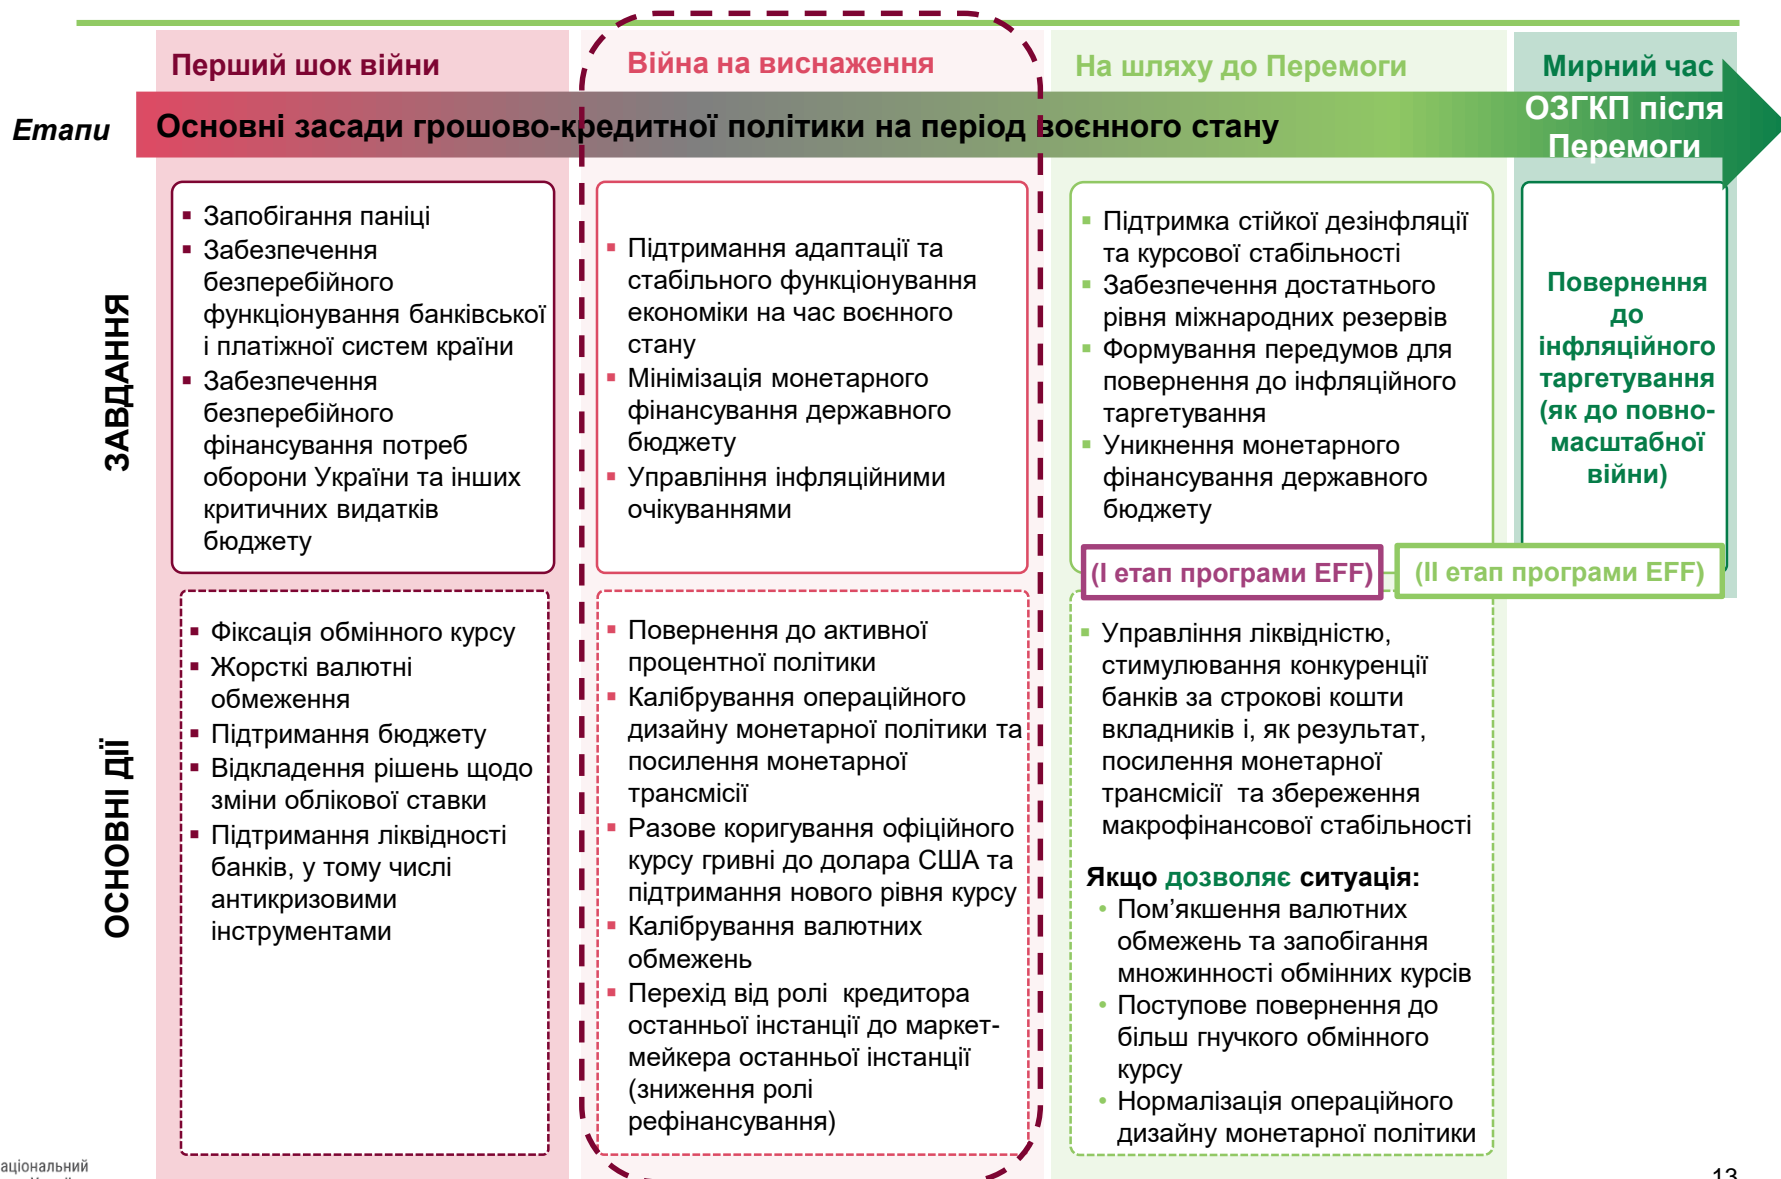 Перший шок війни
Війна на виснаження
На шляху до Перемоги
Мирний час
Етапи
Основні засади грошово-кредитної політики на період воєнного стану
ОЗГКП після
Перемоги
ЗАВДАННЯ
▪ Запобігання паніці
▪ Забезпечення
безперебійного
функціонування банківської
і платіжної систем країни
▪ Забезпечення
безперебійного
фінансування потреб
оборони України та інших
критичних видатків
бюджету
▪ Підтримання адаптації та
стабільного функціонування
економіки на час воєнного
стану
▪ Мінімізація монетарного
фінансування державного
бюджету
▪ Управління інфляційними
очікуваннями
▪ Підтримка стійкої дезінфляції
та курсової стабільності
▪ Забезпечення достатнього
рівня міжнародних резервів
▪ Формування передумов для
повернення до інфляційного
таргетування
▪ Уникнення монетарного
фінансування державного
бюджету
Повернення
до
інфляційного
таргетування
(як до повно-
масштабної
війни)
(І етап програми EFF)
(ІІ етап програми EFF)
ОСНОВНІ ДІЇ
▪ Фіксація обмінного курсу
▪ Жорсткі валютні
обмеження
▪ Підтримання бюджету
▪ Відкладення рішень щодо
зміни облікової ставки
▪ Підтримання ліквідності
банків, у тому числі
антикризовими
інструментами
▪ Повернення до активної
процентної політики
▪ Калібрування операційного
дизайну монетарної політики та
посилення монетарної
трансмісії
▪ Разове коригування офіційного
курсу гривні до долара США та
підтримання нового рівня курсу
▪ Калібрування валютних
обмежень
▪ Перехід від ролі кредитора
останньої інстанції до маркет-
мейкера останньої інстанції
(зниження ролі
рефінансування)
▪ Управління ліквідністю,
стимулювання конкуренції
банків за строкові кошти
вкладників і, як результат,
посилення монетарної
трансмісії та збереження
макрофінансової стабільності
Якщо дозволяє ситуація:
• Пом’якшення валютних
обмежень та запобігання
множинності обмінних курсів
• Поступове повернення до
більш гнучкого обмінного
курсу
• Нормалізація операційного
дизайну монетарної політики
аціональний
13